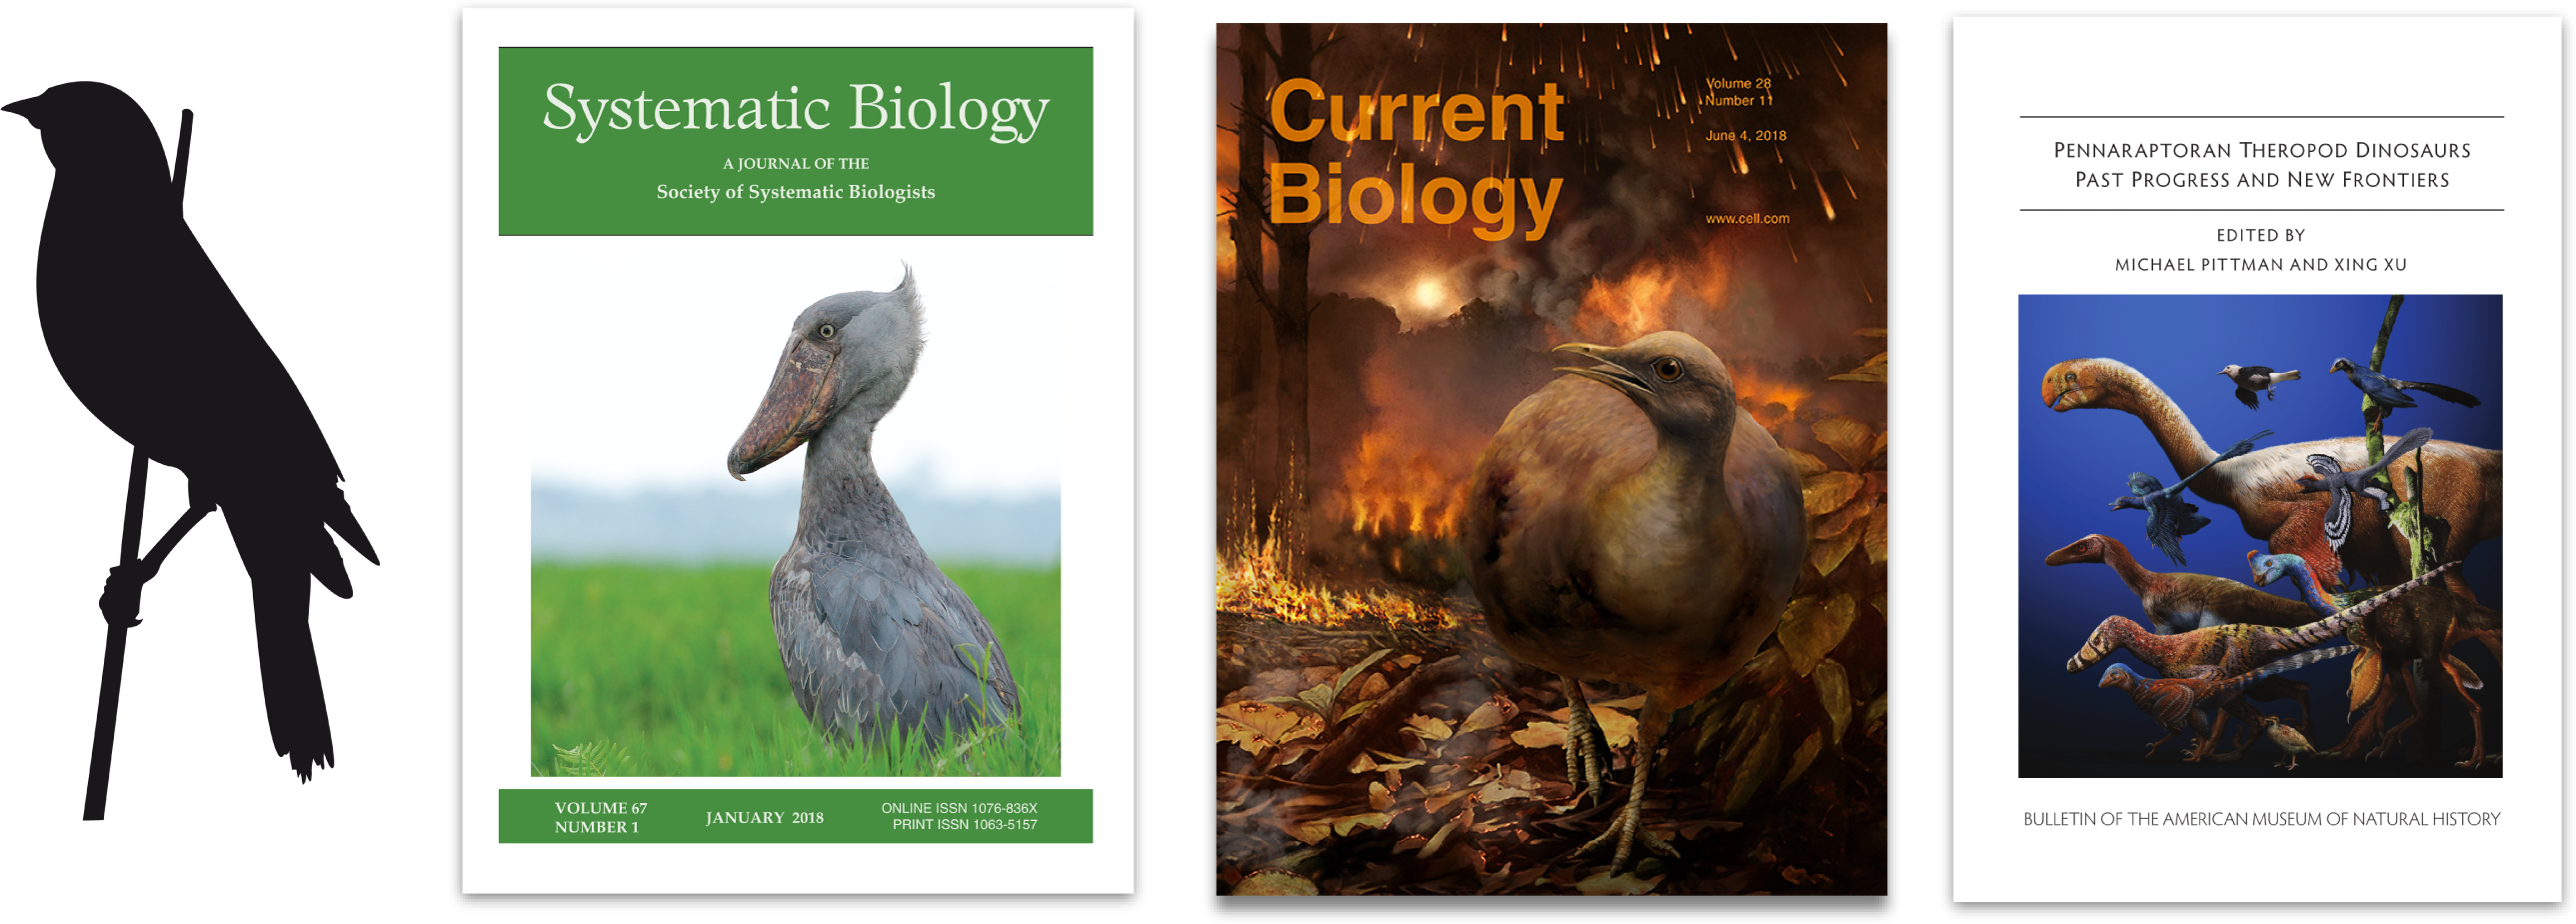 Systematic Biology
A JOURNAL OF THE
Society of Systematic Biologists
VOLUME 67
NUMBER 1
JANUARY 2018
ONLINE ISSN 1076-836X
PRINT ISSN 1063-5157
Current
Biology
Volume 28
Number 11
June 4, 2018
www.cell.com
PENNARAPTORAN THEROPOD DINOSAURS
PAST PROGRESS AND NEW FRONTIERS
EDITED BY
MICHAEL PITTMAN AND XING XU
BULLETIN OF THE AMERICAN MUSEUM OF NATURAL HISTORY